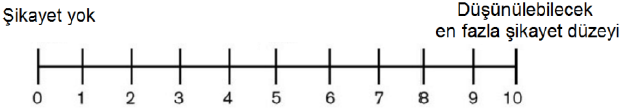 Şikayet yok
Düşünülebilecek
en fazla şikayet düzeyi
0 1 2 3 4 5 6 7 8 9 10